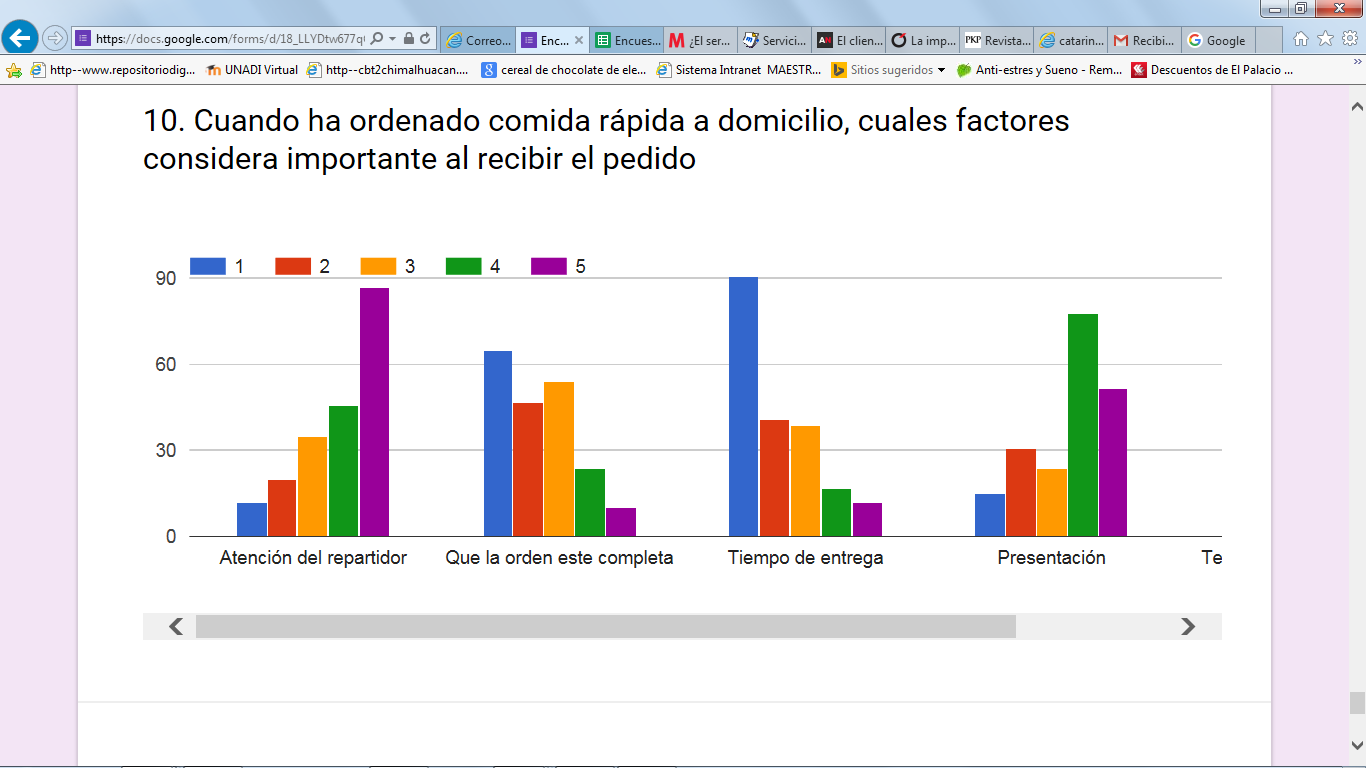 https://docs.google.com/forms/d/18_LLYDtw677q
Correo...
Enc...
Encues...
¿El ser...
Servici...
El clien...
La imp...
Revista...
catarin...
Recibi...
Google
http--www.repositoriodig...
UNADI Virtual
http--cbt2chimalhuacan....
cereal de chocolate de ele...
Sistema Intranet MAESTR...
Sitios sugeridos
Anti-estres y Sueno - Rem...
Descuentos de El Palacio ...
10. Cuando ha ordenado comida rápida a domicilio, cuales factores
considera importante al recibir el pedido
1 2 3 4 5
90
60
30
0
Atención del repartidor Que la orden este completa Tiempo de entrega Presentación Te